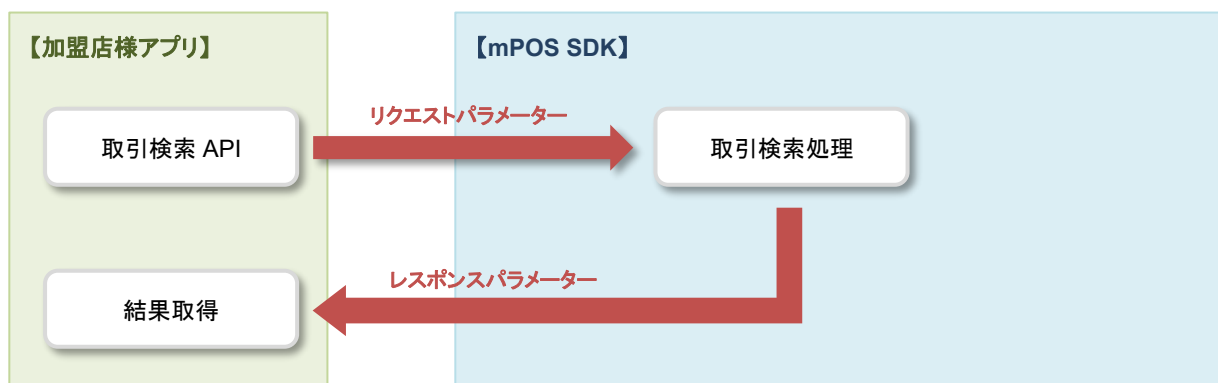 【加盟店様アプリ】
【mPOS SDK】
リクエストパラメーター
取引検索 API
取引検索処理
レスポンスパラメーター
結果取得